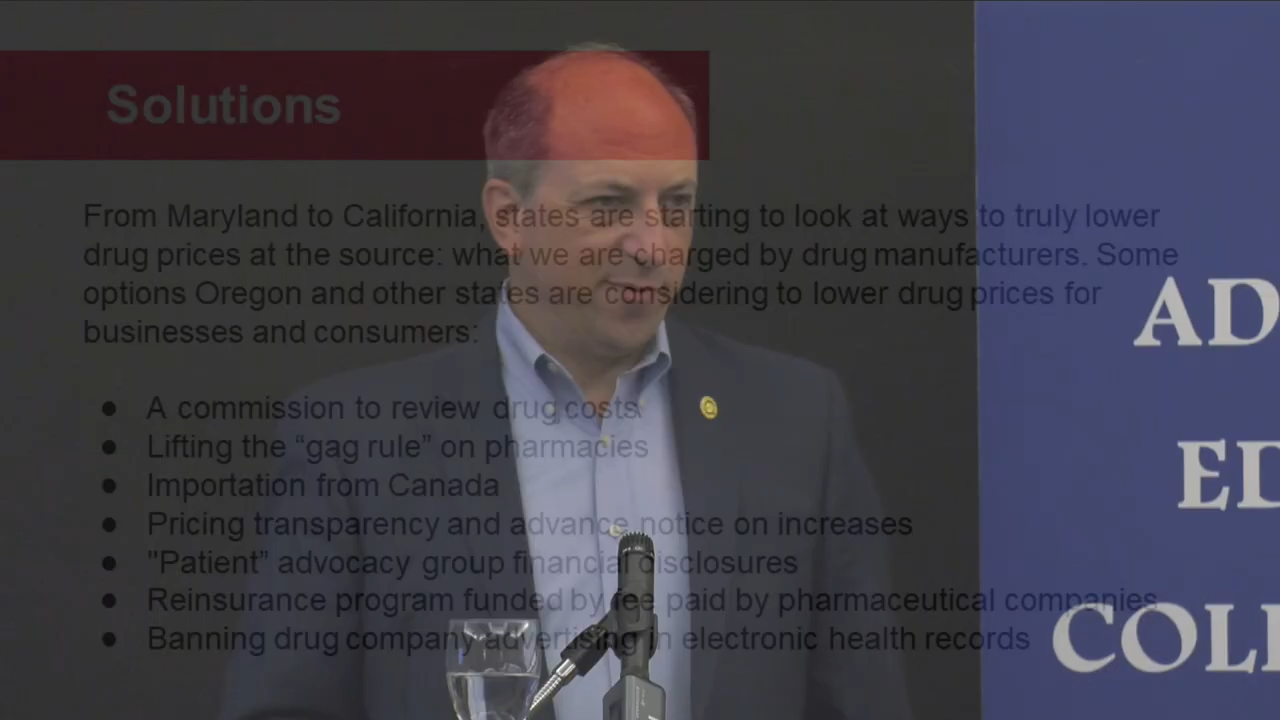 Solutions
From Maryland to California, states are starting to look at ways to truly lower
drug prices at the source: what we are charged by drug manufacturers. Some
options Oregon and other states are considering to lower drug prices for
businesses and consumers:
● A commission to review drug costs
● Lifting the “gag rule” on pharmacies
● Importation from Canada
● Pricing transparency and advance notice on increases
● "Patient” advocacy group financial disclosures
● Reinsurance program funded by fee paid by pharmaceutical companies
● Banning drug company advertising in electronic health records
AD
ED
COLL